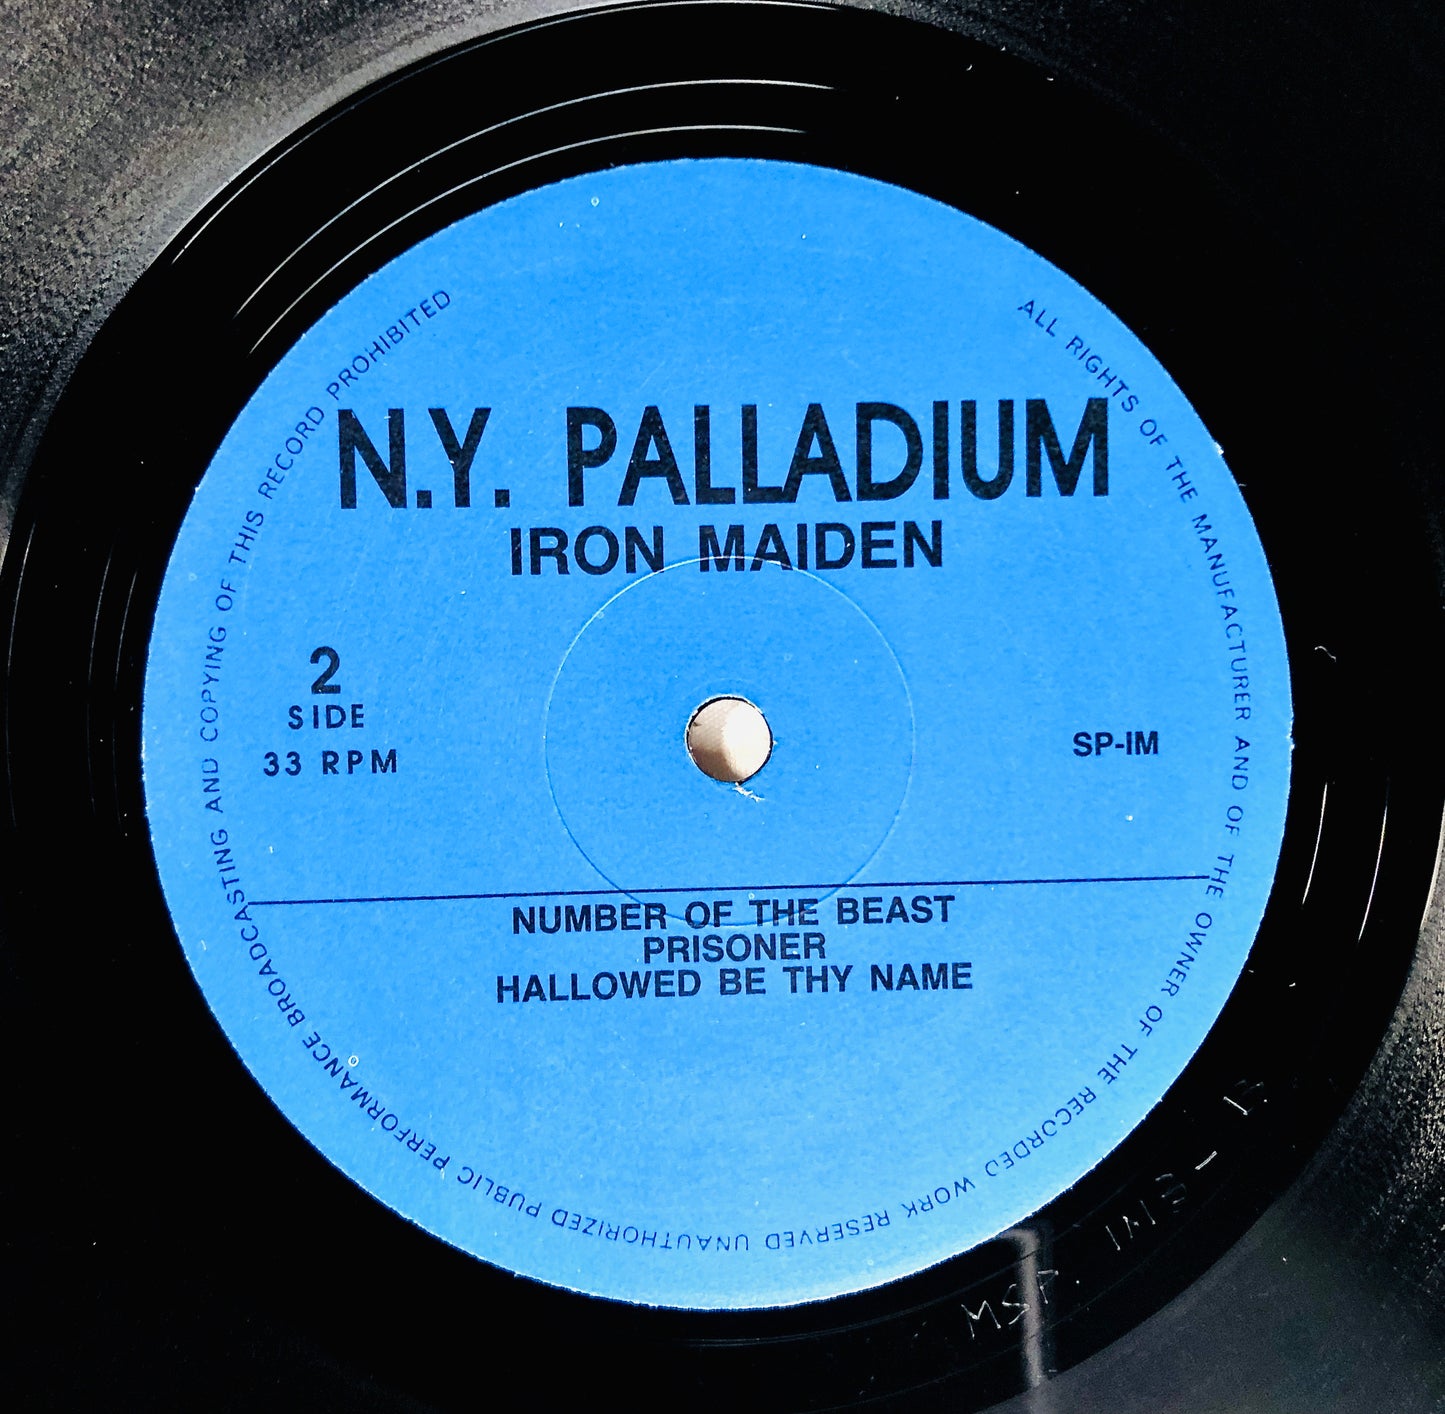 N.Y. PALLADIUM
IRON MAIDEN
2
SIDE
33 RPM
SP-IM
NUMBER OF THE BEAST
PRISONER
HALLOWED BE THY NAME
ALL RIGHTS OF THE MANUFACTURER AND OF THE OWNER OF THE RECORDED WORK RESERVED UNAUTHORIZED PUBLIC PERFORMANCE BROADCASTING AND COPYING OF THIS RECORD PROHIBITED